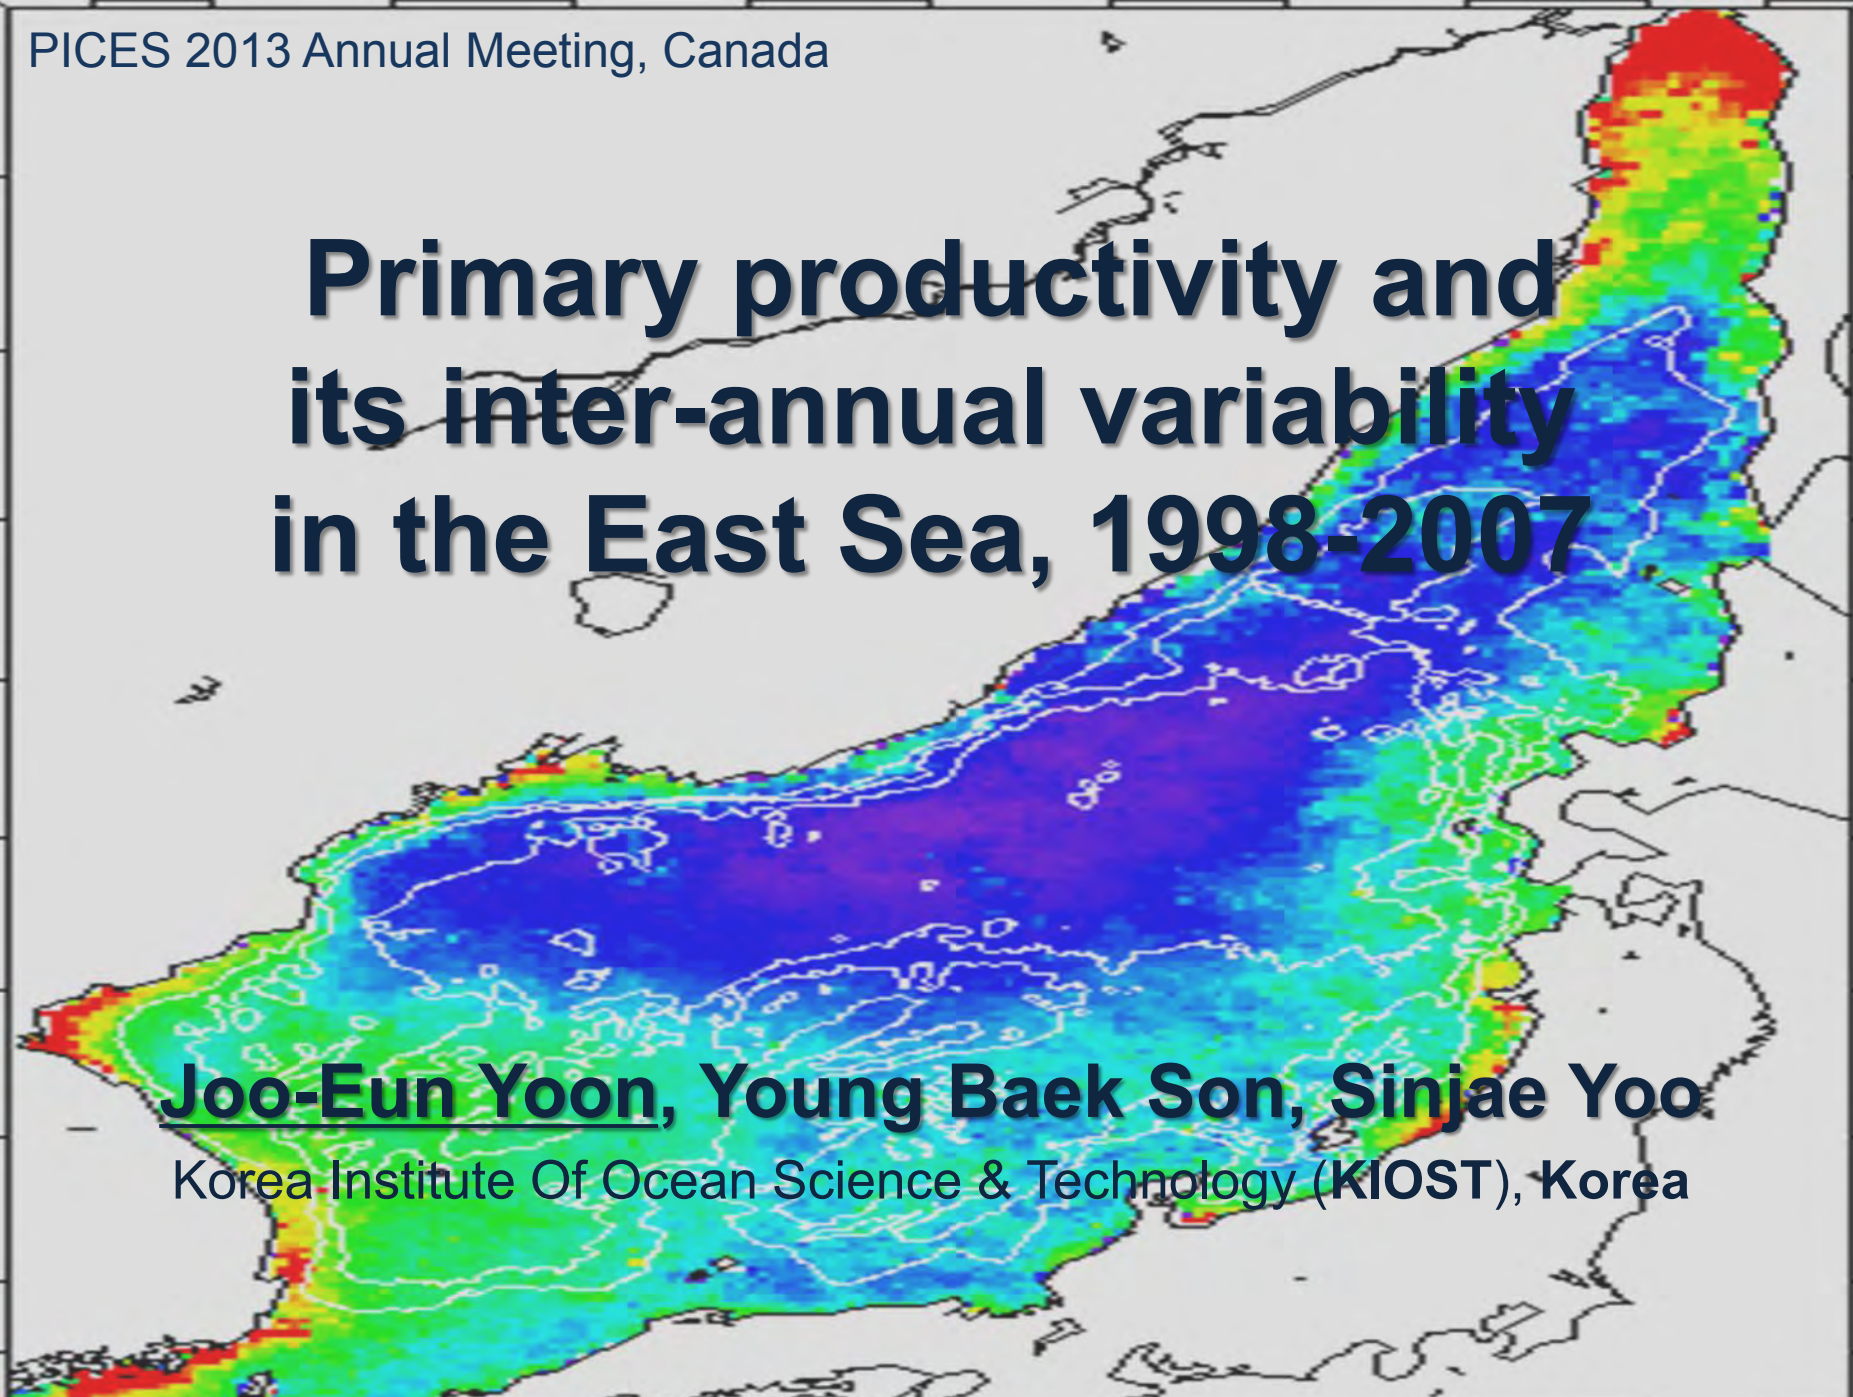 PICES 2013 Annual Meeting, Canada
Primary productivity and
its inter-annual variability
in the East Sea, 1998-2007
Joo-Eun Yoon, Young Baek Son, Sinjae Yoo
Korea Institute Of Ocean Science & Technology (KIOST), Korea